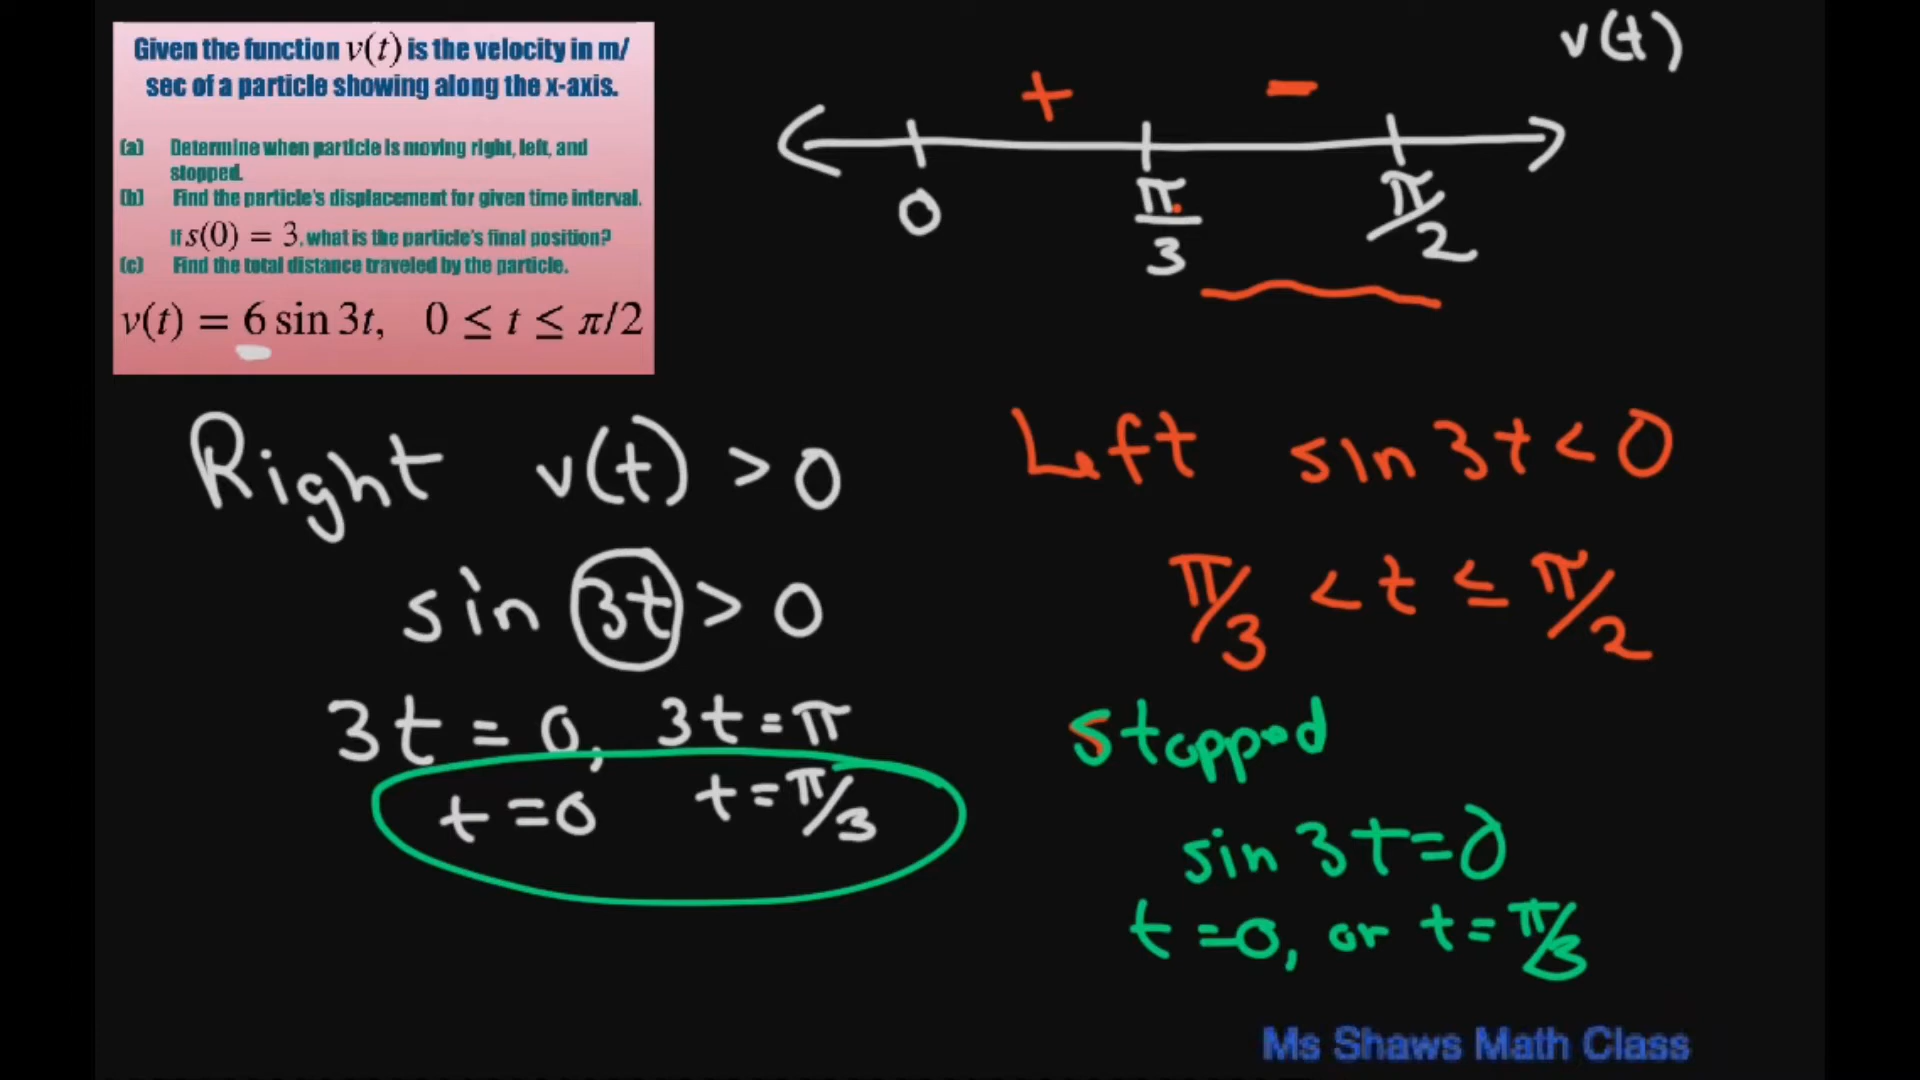 Given the function v(t) is the velocity in m/
sec of a particle showing along the x-axis.
(a) Determine when particle is moving right, left, and
stopped.
(b) Find the particle's displacement for given time interval.
If s(0) = 3, what is the particle's final position?
(c) Find the total distance traveled by the particle.
v(t) = 6 sin 3t, 0 ≤ t ≤ π/2
v(t)
+ −
0 π/3 π/2
Right v(t) > 0
sin 3t > 0
3t = 0, 3t = π
t = 0 t = π/3
Left sin 3t < 0
π/3 < t ≤ π/2
stopped
sin 3t = 0
t = 0, or t = π/3
Ms Shaws Math Class